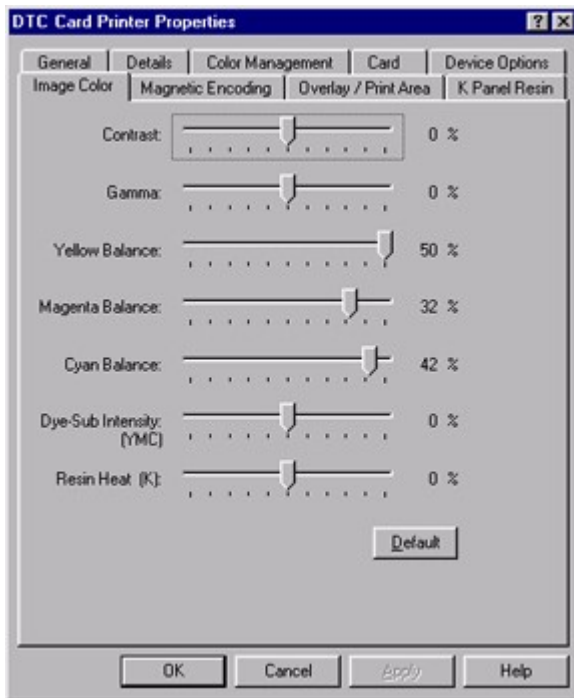 DTC Card Printer Properties
General Details Color Management Card Device Options
Image Color Magnetic Encoding Overlay / Print Area K Panel Resin
Contrast: 0 %
Gamma: 0 %
Yellow Balance: 50 %
Magenta Balance: 32 %
Cyan Balance: 42 %
Dye-Sub Intensity: 0 %
(YMC)
Resin Heat (K): 0 %
Default
OK Cancel Apply Help